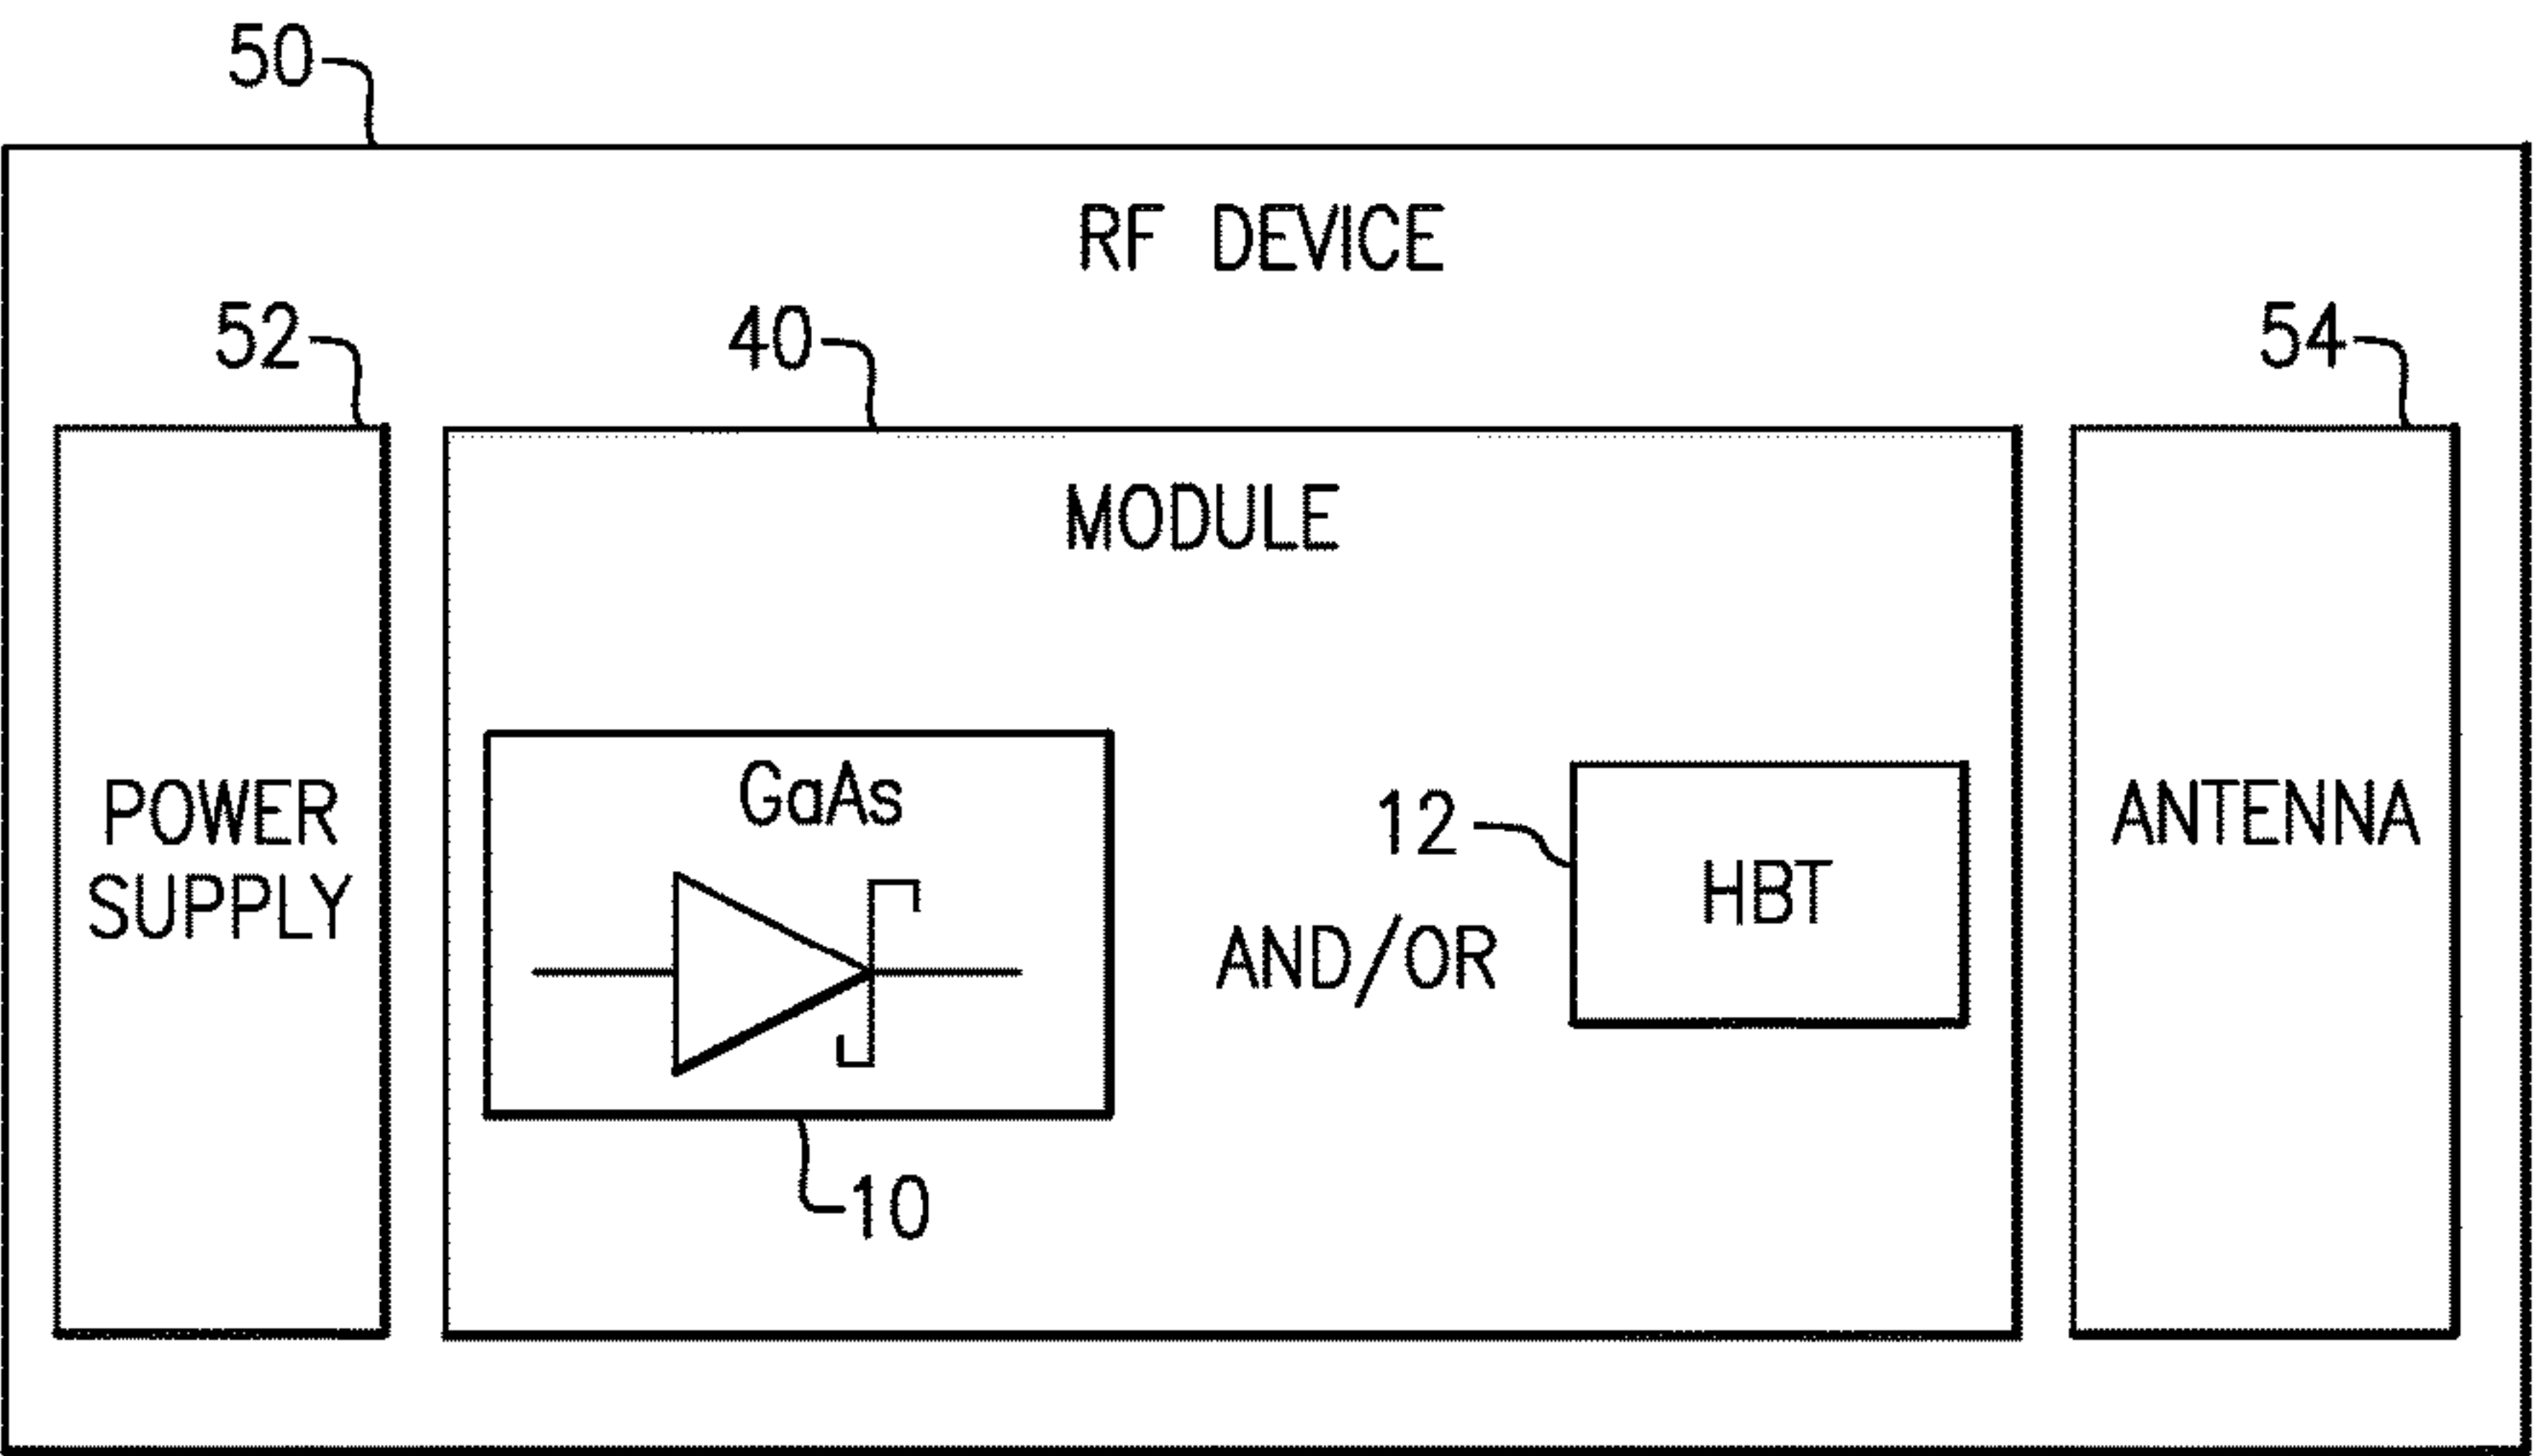 50
RF DEVICE
52
40
54
MODULE
POWER
SUPPLY
GaAs
10
AND/OR
12
HBT
ANTENNA